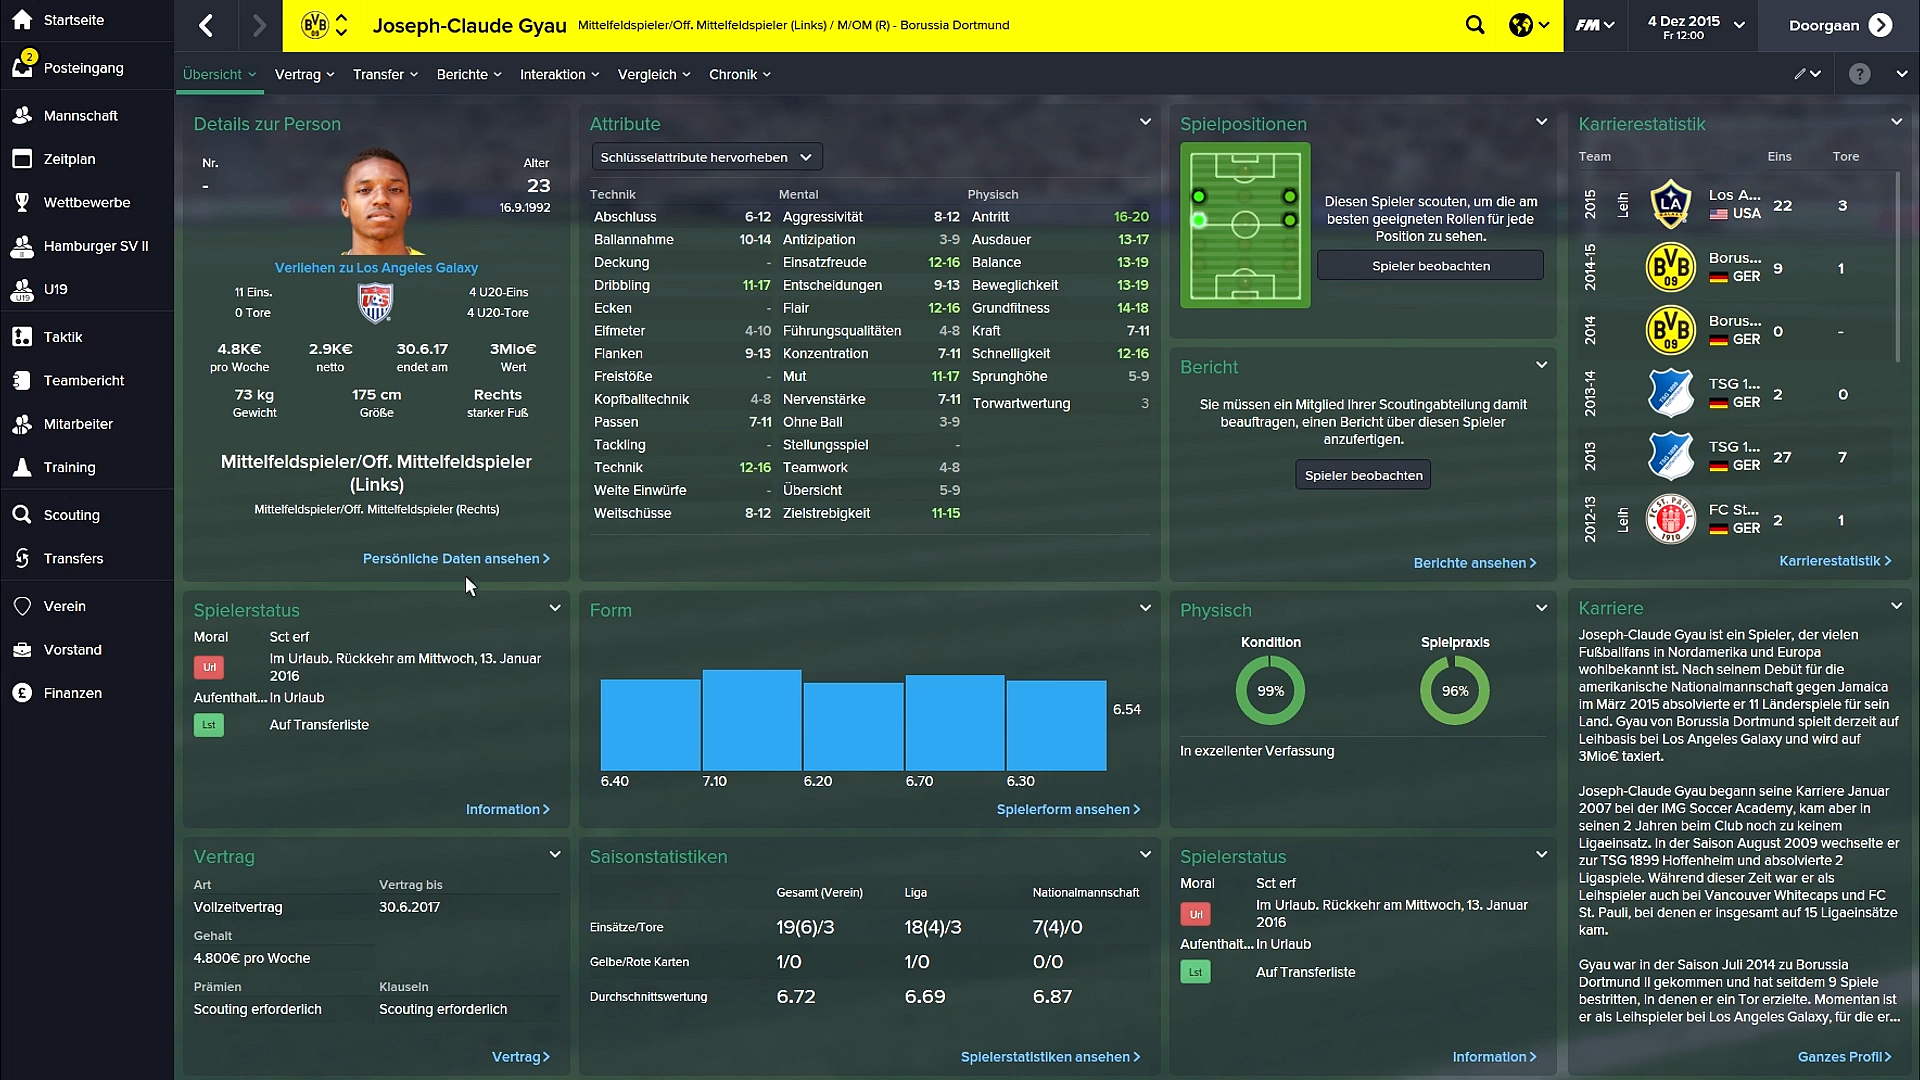 Startseite
2
Posteingang
Mannschaft
Zeitplan
Wettbewerbe
Hamburger SV II
U19
Taktik
Teambericht
Mitarbeiter
Training
Scouting
Transfers
Verein
Vorstand
Finanzen
Joseph-Claude Gyau Mittelfeldspieler/Off. Mittelfeldspieler (Links) / M/OM (R) - Borussia Dortmund
FM
4 Dez 2015
Fr 12:00
Doorgaan
Übersicht Vertrag Transfer Berichte Interaktion Vergleich Chronik
?
Details zur Person
Nr.
-
Alter
23
16.9.1992
Verliehen zu Los Angeles Galaxy
11 Eins.
0 Tore
4 U20-Eins
4 U20-Tore
4.8K€ 2.9K€ 30.6.17 3Mio€
pro Woche netto endet am Wert
73 kg 175 cm Rechts
Gewicht Größe starker Fuß
Mittelfeldspieler/Off. Mittelfeldspieler
(Links)
Mittelfeldspieler/Off. Mittelfeldspieler (Rechts)
Persönliche Daten ansehen >
Attribute
Schlüsselattribute hervorheben
Technik Mental Physisch
Abschluss 6-12 Aggressivität 8-12 Antritt 16-20
Ballannahme 10-14 Antizipation 3-9 Ausdauer 13-17
Deckung - Einsatzfreude 12-16 Balance 13-19
Dribbling 11-17 Entscheidungen 9-13 Beweglichkeit 13-19
Ecken - Flair 12-16 Grundfitness 14-18
Elfmeter 4-10 Führungsqualitäten 4-8 Kraft 7-11
Flanken 9-13 Konzentration 7-11 Schnelligkeit 12-16
Freistöße - Mut 11-17 Sprunghöhe 5-9
Kopfballtechnik 4-8 Nervenstärke 7-11 Torwartwertung 3
Passen 7-11 Ohne Ball 3-9
Tackling - Stellungsspiel -
Technik 12-16 Teamwork 4-8
Weite Einwürfe - Übersicht 5-9
Weitschüsse 8-12 Zielstrebigkeit 11-15
Spielpositionen
Diesen Spieler scouten, um die am
besten geeigneten Rollen für jede
Position zu sehen.
Spieler beobachten
Bericht
Sie müssen ein Mitglied Ihrer Scoutingabteilung damit
beauftragen, einen Bericht über diesen Spieler
anzufertigen.
Spieler beobachten
Berichte ansehen >
Karrierestatistik
Team Eins Tore
2015 Leih Los A... USA 22 3
2014-15 Borus... GER 9 1
2014 Borus... GER 0 -
2013-14 TSG 1... GER 2 0
2013 TSG 1... GER 27 7
2012-13 Leih FC St... GER 2 1
Karrierestatistik >
Spielerstatus
Moral Sct erf
Url Im Urlaub. Rückkehr am Mittwoch, 13. Januar
2016
Aufenthalt... In Urlaub
Lst Auf Transferliste
Information >
Form
6.54
6.40 7.10 6.20 6.70 6.30
Spielerform ansehen >
Physisch
Kondition Spielpraxis
99% 96%
In exzellenter Verfassung
Karriere
Joseph-Claude Gyau ist ein Spieler, der vielen
Fußballfans in Nordamerika und Europa
wohlbekannt ist. Nach seinem Debüt für die
amerikanische Nationalmannschaft gegen Jamaica
im März 2015 absolvierte er 11 Länderspiele für sein
Land. Gyau von Borussia Dortmund spielt derzeit auf
Leihbasis bei Los Angeles Galaxy und wird auf
3Mio€ taxiert.
Joseph-Claude Gyau begann seine Karriere Januar
2007 bei der IMG Soccer Academy, kam aber in
seinen 2 Jahren beim Club noch zu keinem
Ligaeinsatz. In der Saison August 2009 wechselte er
zur TSG 1899 Hoffenheim und absolvierte 2
Ligaspiele. Während dieser Zeit war er als
Leihspieler auch bei Vancouver Whitecaps und FC
St. Pauli, bei denen er insgesamt auf 15 Ligaeinsätze
kam.
Gyau war in der Saison Juli 2014 zu Borussia
Dortmund II gekommen und hat seitdem 9 Spiele
bestritten, in denen er ein Tor erzielte. Momentan ist
er als Leihspieler bei Los Angeles Galaxy, für die er...
Ganzes Profil >
Vertrag
Art Vertrag bis
Vollzeitvertrag 30.6.2017
Gehalt
4.800€ pro Woche
Prämien Klauseln
Scouting erforderlich Scouting erforderlich
Vertrag >
Saisonstatistiken
Gesamt (Verein) Liga Nationalmannschaft
Einsätze/Tore 19(6)/3 18(4)/3 7(4)/0
Gelbe/Rote Karten 1/0 1/0 0/0
Durchschnittswertung 6.72 6.69 6.87
Spielerstatistiken ansehen >
Spielerstatus
Moral Sct erf
Url Im Urlaub. Rückkehr am Mittwoch, 13. Januar
2016
Aufenthalt... In Urlaub
Lst Auf Transferliste
Information >